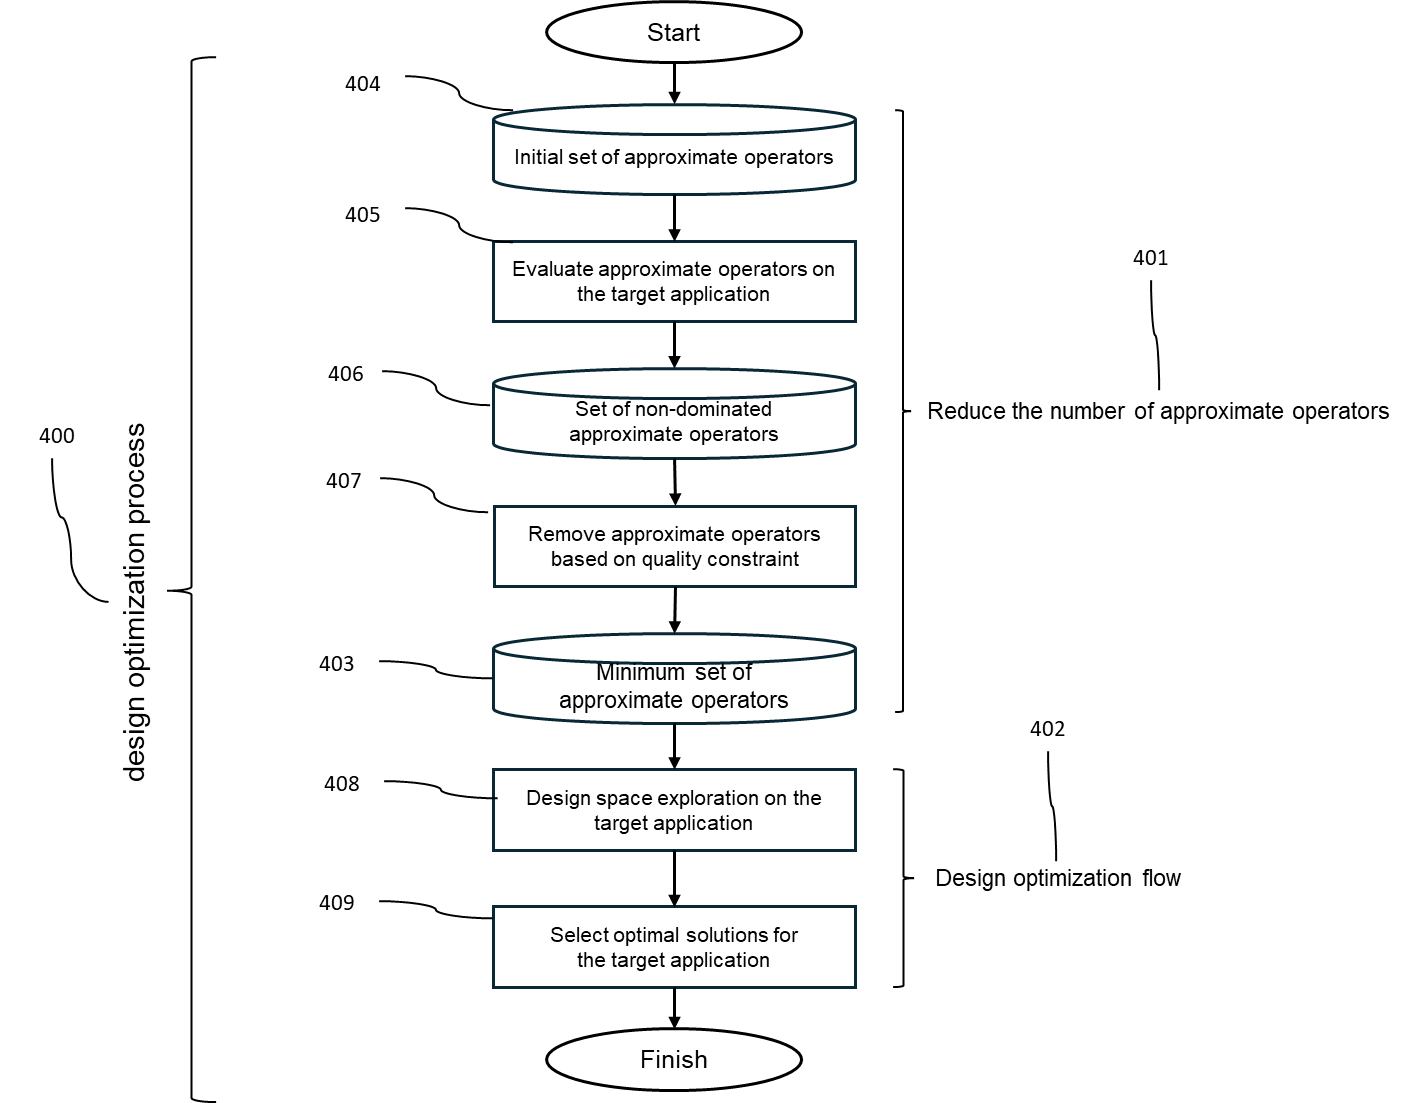 Start
404
Initial set of approximate operators
405
Evaluate approximate operators on
the target application
401
406
Set of non-dominated
approximate operators
Reduce the number of approximate operators
400
design optimization process
407
Remove approximate operators
based on quality constraint
403
Minimum set of
approximate operators
402
408
Design space exploration on the
target application
Design optimization flow
409
Select optimal solutions for
the target application
Finish